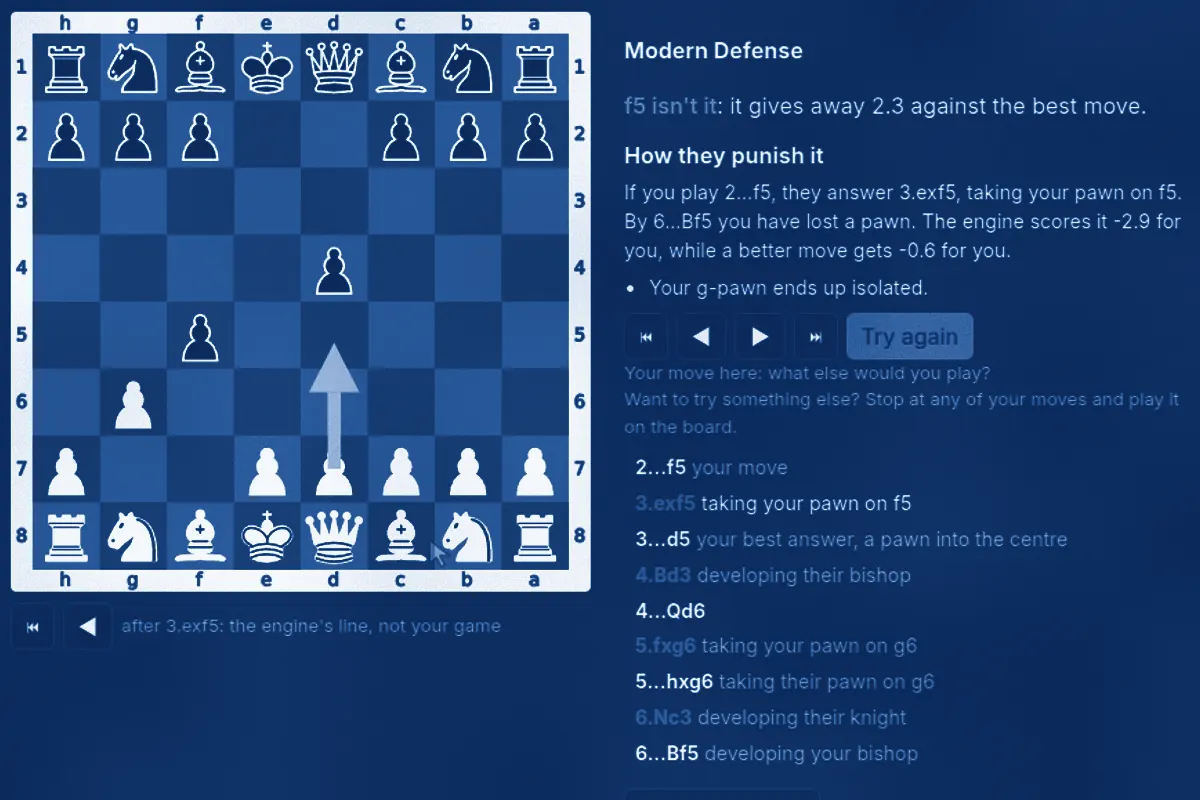 h g f e d c b a
1 1
2 2
3 3
4 4
5 5
6 6
7 7
8 8
h g f e d c b a
after 3.exf5: the engine's line, not your game
Modern Defense
f5 isn't it: it gives away 2.3 against the best move.
How they punish it
If you play 2...f5, they answer 3.exf5, taking your pawn on f5.
By 6...Bf5 you have lost a pawn. The engine scores it -2.9 for
you, while a better move gets -0.6 for you.
• Your g-pawn ends up isolated.
Try again
Your move here: what else would you play?
Want to try something else? Stop at any of your moves and play it
on the board.
2...f5 your move
3.exf5 taking your pawn on f5
3...d5 your best answer, a pawn into the centre
4.Bd3 developing their bishop
4...Qd6
5.fxg6 taking your pawn on g6
5...hxg6 taking their pawn on g6
6.Nc3 developing their knight
6...Bf5 developing your bishop